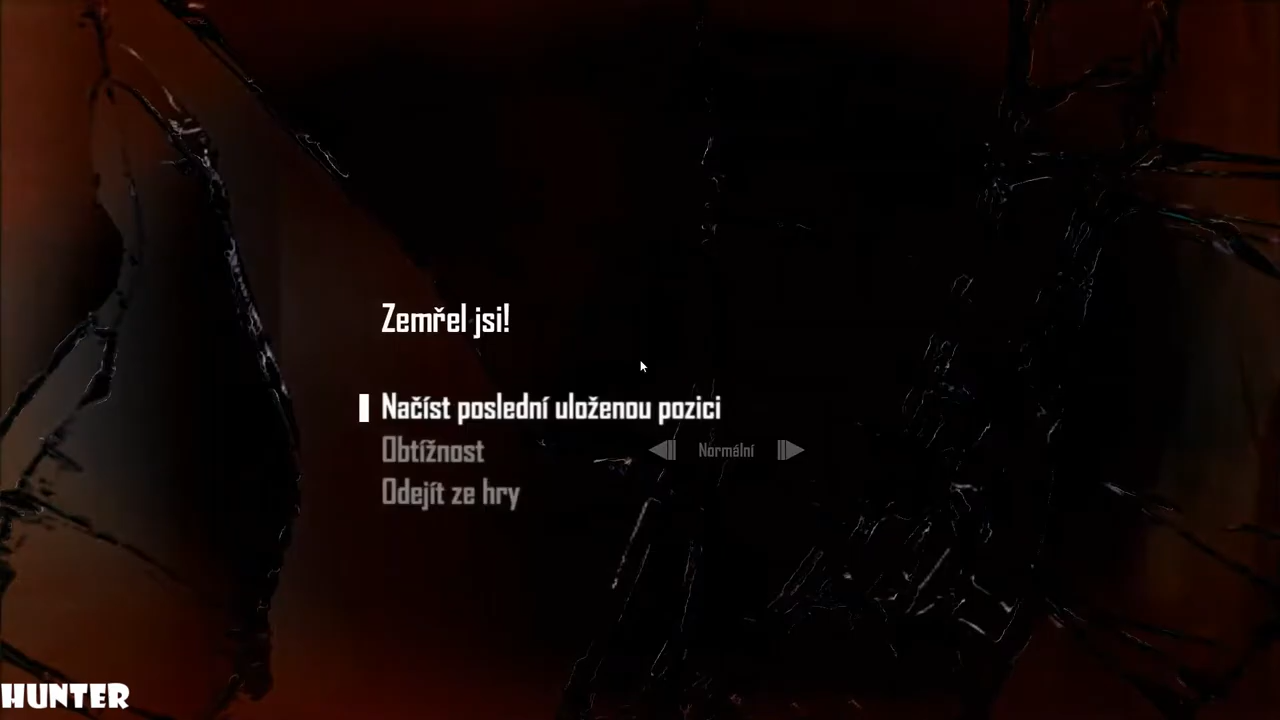 Zemřel jsi!
Načíst poslední uloženou pozici
Obtížnost Normální
Odejít ze hry
HUNTER